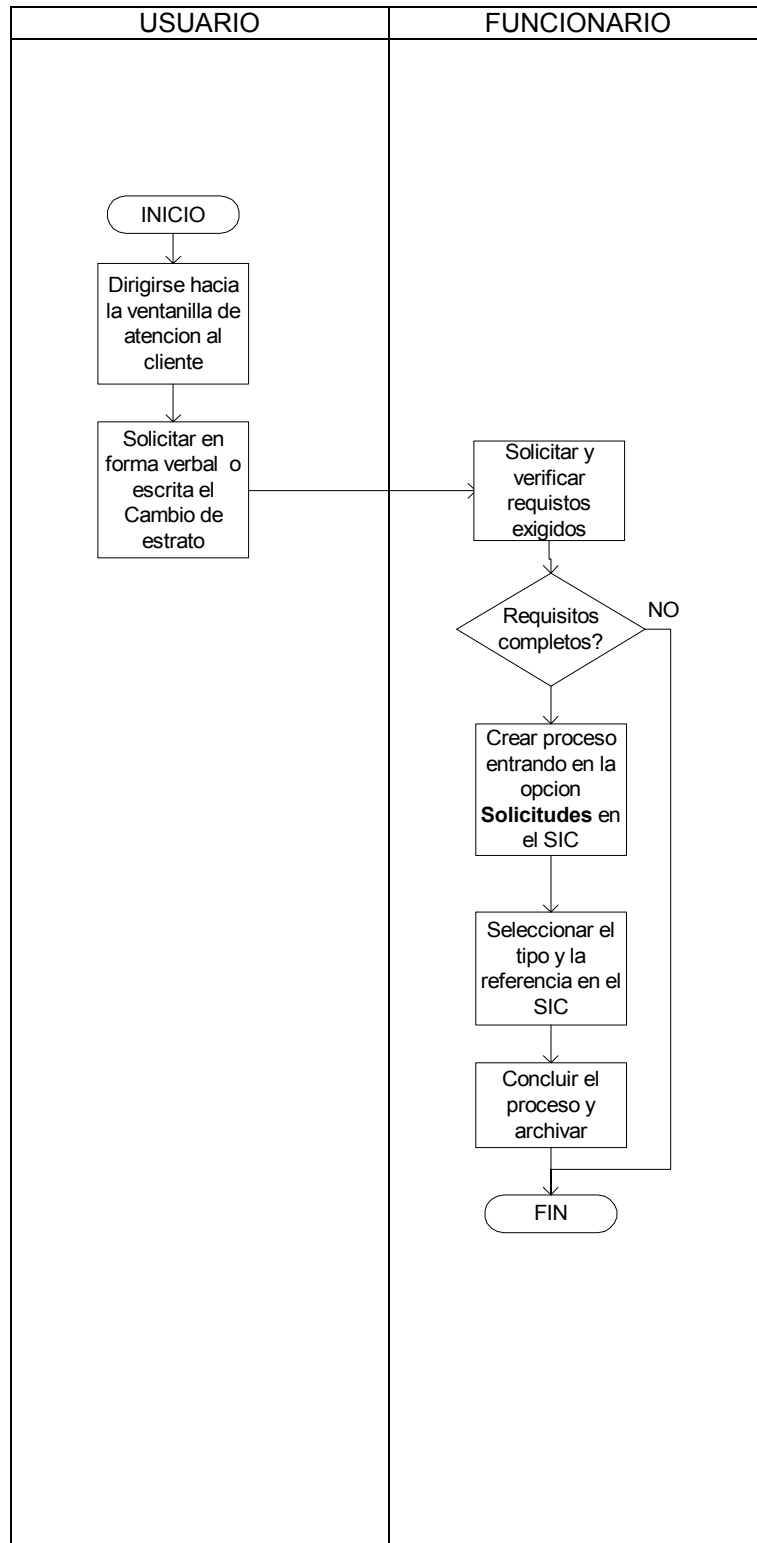 USUARIO
FUNCIONARIO
INICIO
Dirigirse hacia
la ventanilla de
atencion al
cliente
Solicitar en
forma verbal o
escrita el
Cambio de
estrato
Solicitar y
verificar
requistos
exigidos
Requisitos
completos?
NO
Crear proceso
entrando en la
opcion
Solicitudes en
el SIC
Seleccionar el
tipo y la
referencia en el
SIC
Concluir el
proceso y
archivar
FIN